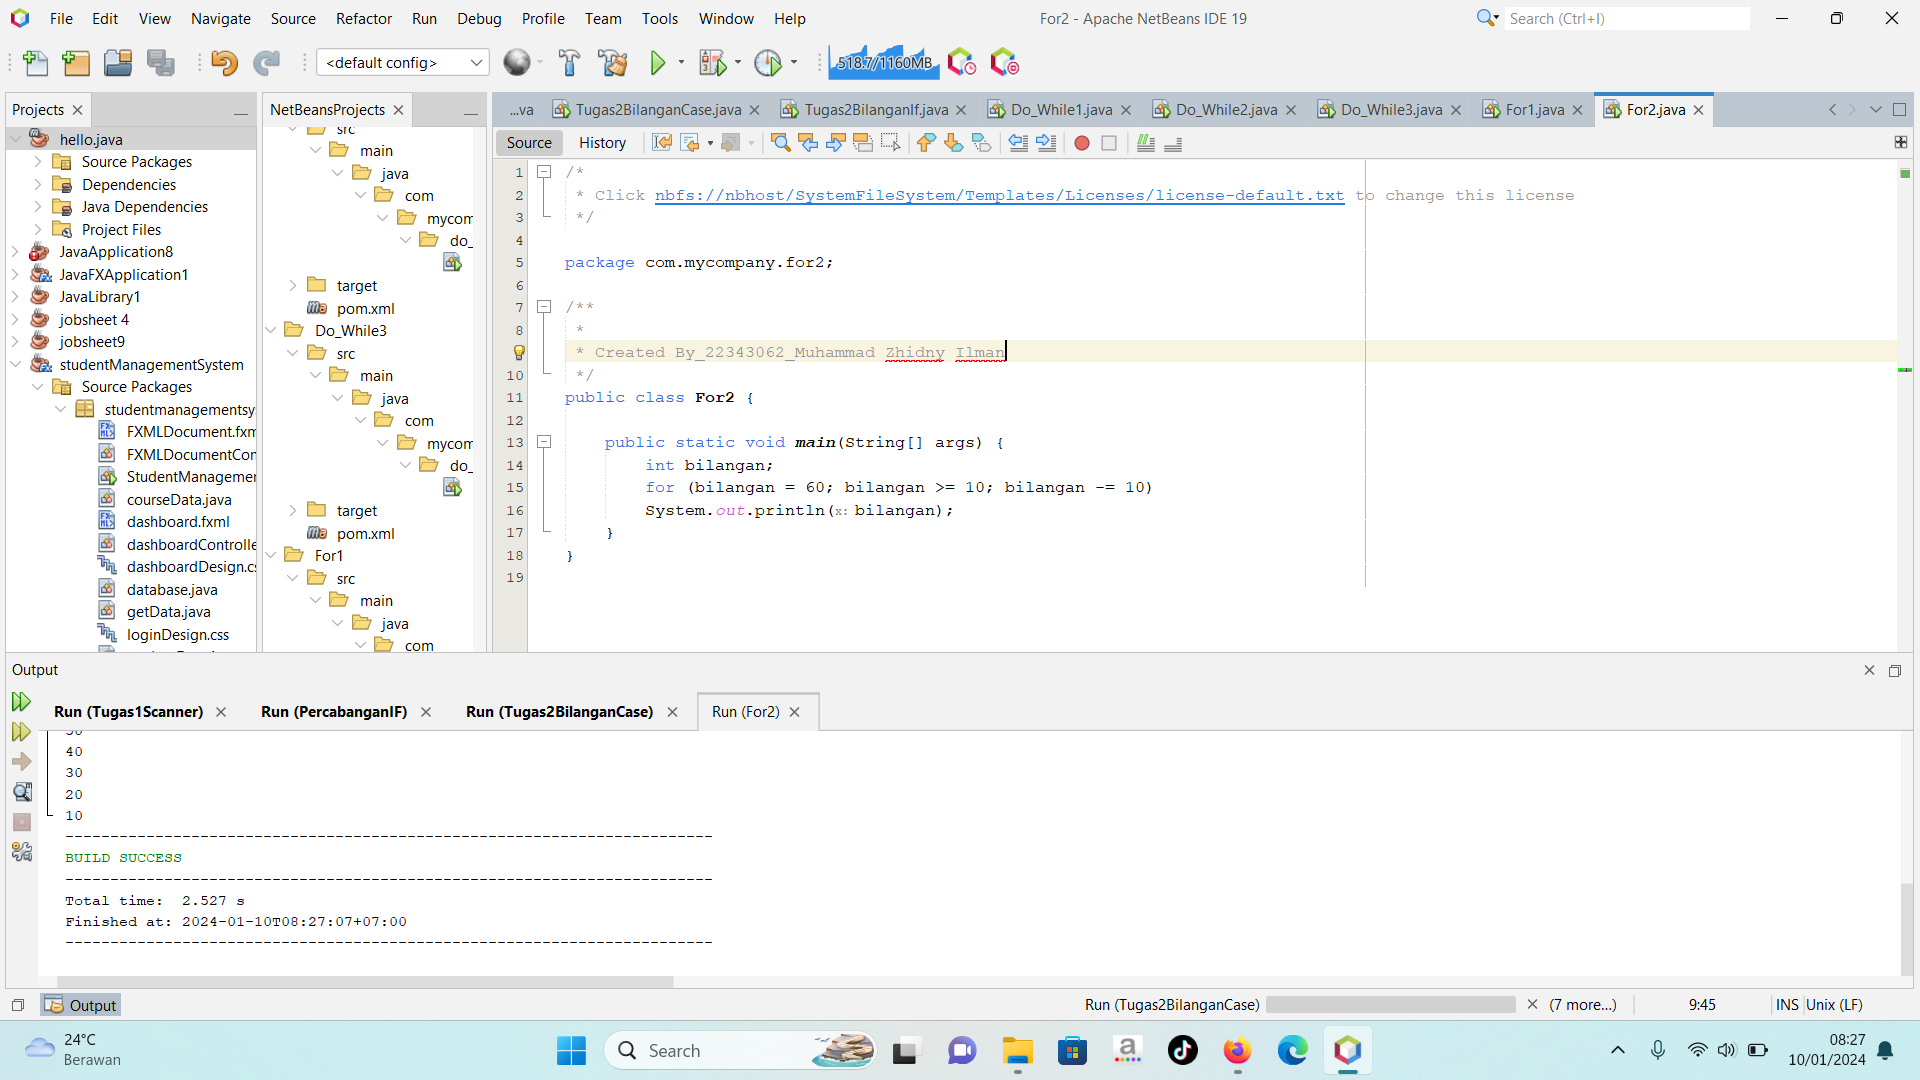 File Edit View Navigate Source Refactor Run Debug Profile Team Tools Window Help
For2 - Apache NetBeans IDE 19
Search (Ctrl+I)
<default config>
518.7/1160MB
Projects
NetBeansProjects
...va
Tugas2BilanganCase.java
Tugas2BilanganIf.java
Do_While1.java
Do_While2.java
Do_While3.java
For1.java
For2.java
hello.java
Source Packages
Dependencies
Java Dependencies
Project Files
JavaApplication8
JavaFXApplication1
JavaLibrary1
jobsheet 4
jobsheet9
studentManagementSystem
Source Packages
studentmanagementsy
FXMLDocument.fxm
FXMLDocumentCon
StudentManagemen
courseData.java
dashboard.fxml
dashboardControlle
dashboardDesign.cs
database.java
getData.java
loginDesign.css
src
main
java
com
mycom
do_
target
pom.xml
Do_While3
src
main
java
com
mycom
do_
target
pom.xml
For1
src
main
java
com
Source History
1 /*
2 * Click nbfs://nbhost/SystemFileSystem/Templates/Licenses/license-default.txt to change this license
3 */
4
5 package com.mycompany.for2;
6
7 /**
8 *
* Created By_22343062_Muhammad Zhidny Ilman
10 */
11 public class For2 {
12
13 public static void main(String[] args) {
14 int bilangan;
15 for (bilangan = 60; bilangan >= 10; bilangan -= 10)
16 System.out.println(x: bilangan);
17 }
18 }
19
Output
Run (Tugas1Scanner)
Run (PercabanganIF)
Run (Tugas2BilanganCase)
Run (For2)
40
30
20
10
------------------------------------------------------------------------
BUILD SUCCESS
------------------------------------------------------------------------
Total time:  2.527 s
Finished at: 2024-01-10T08:27:07+07:00
------------------------------------------------------------------------
Output
Run (Tugas2BilanganCase)
(7 more...)
9:45
INS
Unix (LF)
24°C
Berawan
Search
08:27
10/01/2024